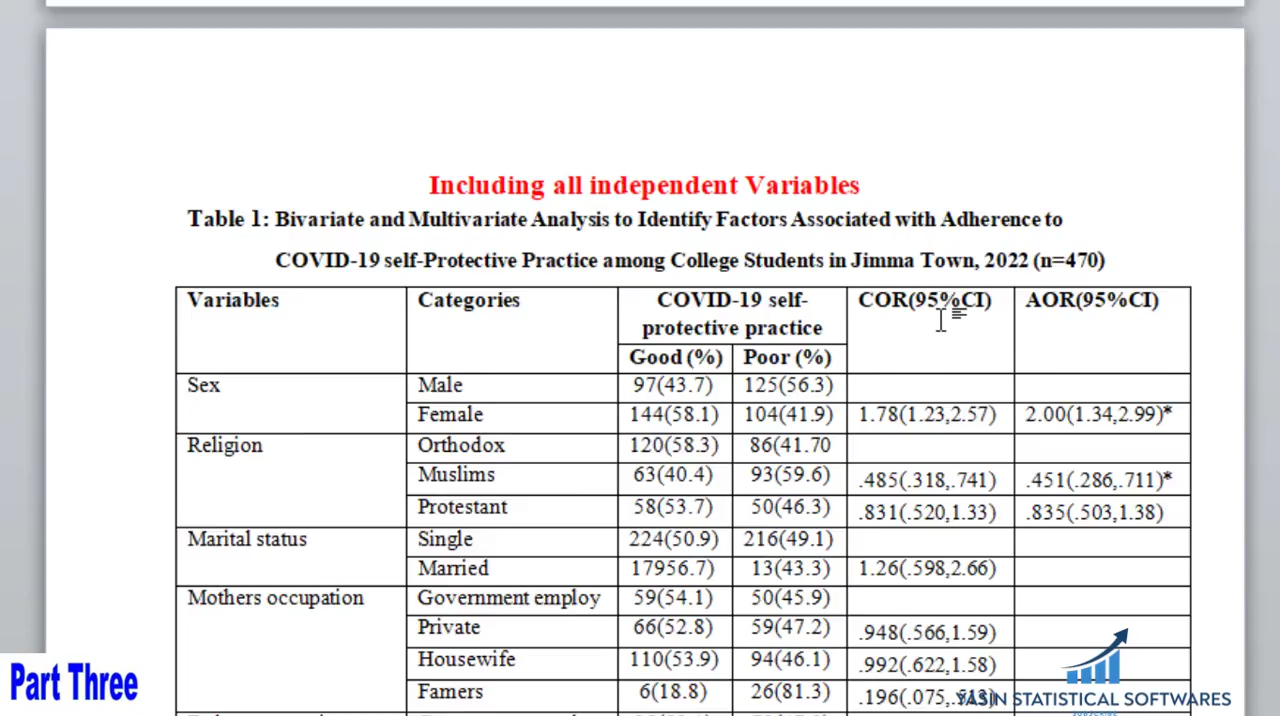 Including all independent Variables
Table 1: Bivariate and Multivariate Analysis to Identify Factors Associated with Adherence to
COVID-19 self-Protective Practice among College Students in Jimma Town, 2022 (n=470)
Variables Categories COVID-19 self- COR(95%CI) AOR(95%CI)
protective practice
Good (%) Poor (%)
Sex Male 97(43.7) 125(56.3)
Female 144(58.1) 104(41.9) 1.78(1.23,2.57) 2.00(1.34,2.99)*
Religion Orthodox 120(58.3) 86(41.70
Muslims 63(40.4) 93(59.6) .485(.318,.741) .451(.286,.711)*
Protestant 58(53.7) 50(46.3) .831(.520,1.33) .835(.503,1.38)
Marital status Single 224(50.9) 216(49.1)
Married 17956.7) 13(43.3) 1.26(.598,2.66)
Mothers occupation Government employ 59(54.1) 50(45.9)
Private 66(52.8) 59(47.2) .948(.566,1.59)
Housewife 110(53.9) 94(46.1) .992(.622,1.58)
Famers 6(18.8) 26(81.3) .196(.075,
Part Three
YASIN STATISTICAL SOFTWARES
SUBSCRIBE